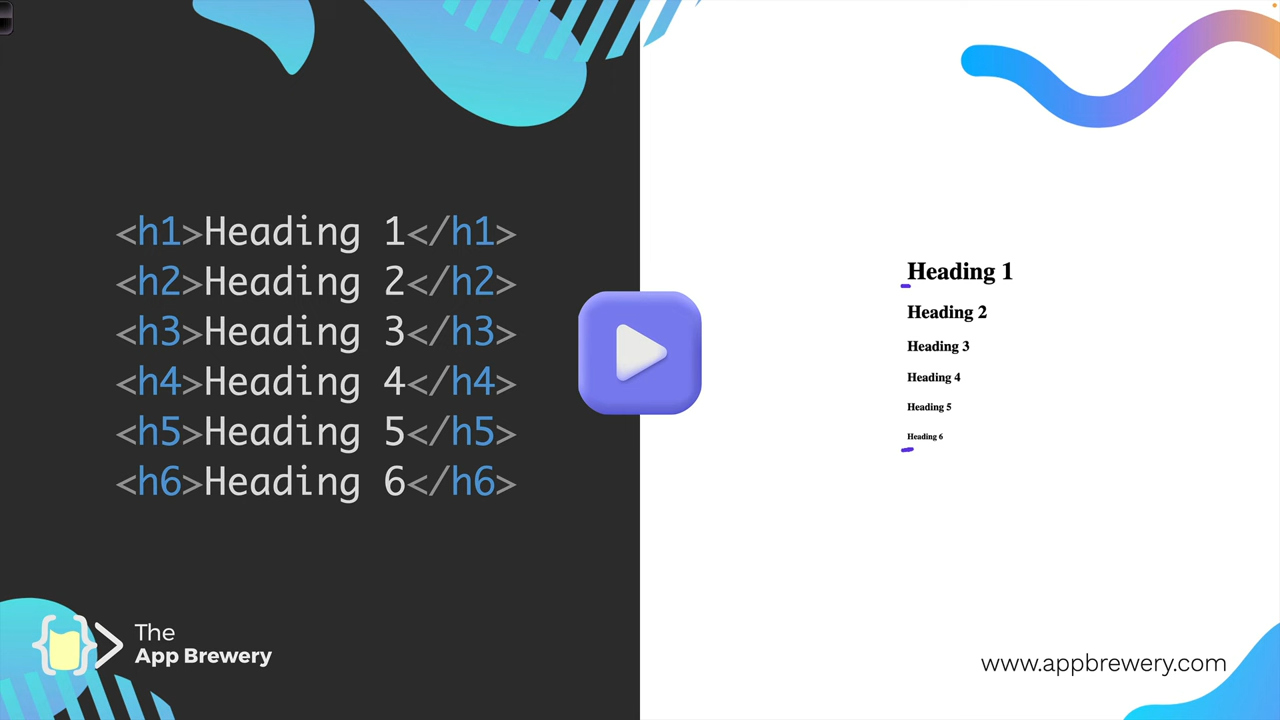 <h1>Heading 1</h1>
<h2>Heading 2</h2>
<h3>Heading 3</h3>
<h4>Heading 4</h4>
<h5>Heading 5</h5>
<h6>Heading 6</h6>
Heading 1
Heading 2
Heading 3
Heading 4
Heading 5
Heading 6
The
App Brewery
www.appbrewery.com